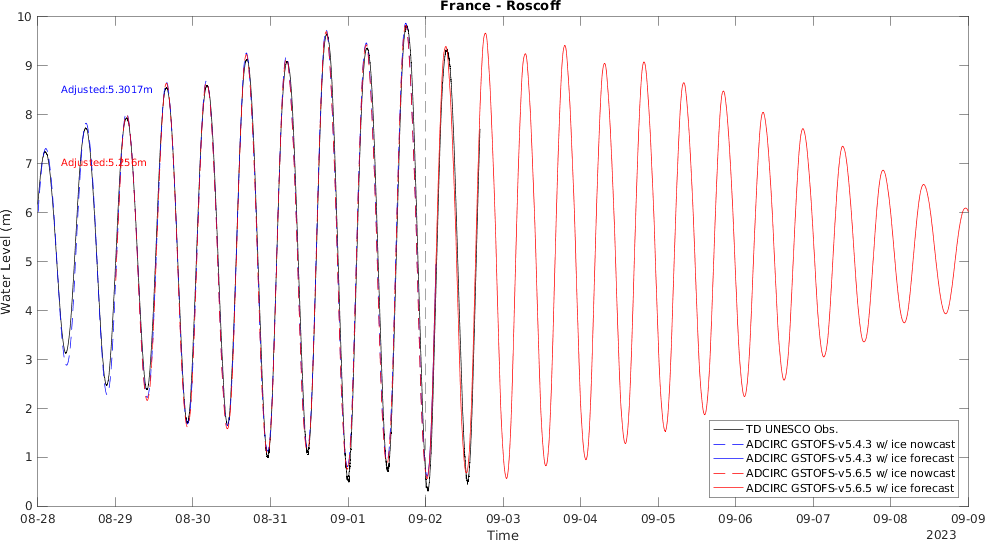 France - Roscoff
Water Level (m)
10
9
8
7
6
5
4
3
2
1
0
Adjusted:5.3017m
Adjusted:5.256m
TD UNESCO Obs.
ADCIRC GSTOFS-v5.4.3 w/ ice nowcast
ADCIRC GSTOFS-v5.4.3 w/ ice forecast
ADCIRC GSTOFS-v5.6.5 w/ ice nowcast
ADCIRC GSTOFS-v5.6.5 w/ ice forecast
08-28 08-29 08-30 08-31 09-01 09-02 09-03 09-04 09-05 09-06 09-07 09-08 09-09
Time
2023